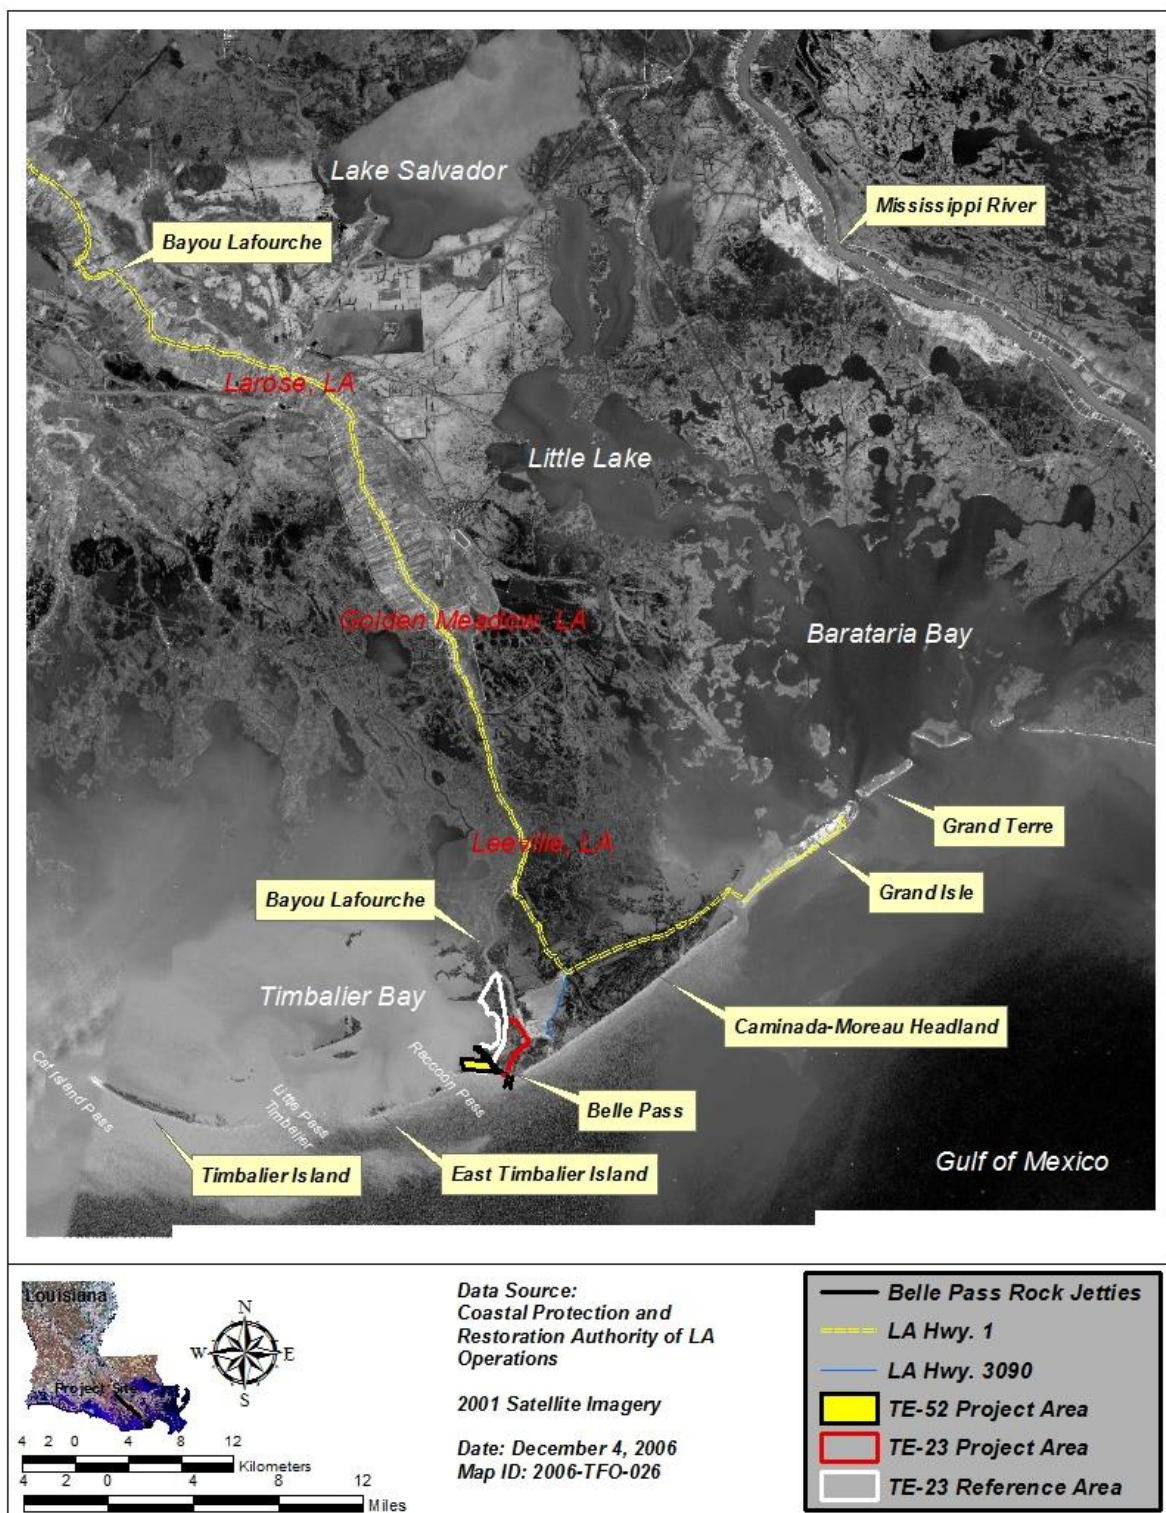 Lake Salvador
Mississippi River
Bayou Lafourche
Larose, LA
Little Lake
Golden Meadow, LA
Barataria Bay
Grand Terre
Leeville, LA
Grand Isle
Bayou Lafourche
Timbalier Bay
Caminada-Moreau Headland
Cat Island Pass
Little Pass
Timbalier
Raccoon Pass
Belle Pass
Timbalier Island
East Timbalier Island
Gulf of Mexico
Louisiana
Project Site
N
W
E
S
4 2 0 4 8 12
Kilometers
4 2 0 4 8 12
Miles
Data Source:
Coastal Protection and
Restoration Authority of LA
Operations
2001 Satellite Imagery
Date: December 4, 2006
Map ID: 2006-TFO-026
Belle Pass Rock Jetties
LA Hwy. 1
LA Hwy. 3090
TE-52 Project Area
TE-23 Project Area
TE-23 Reference Area